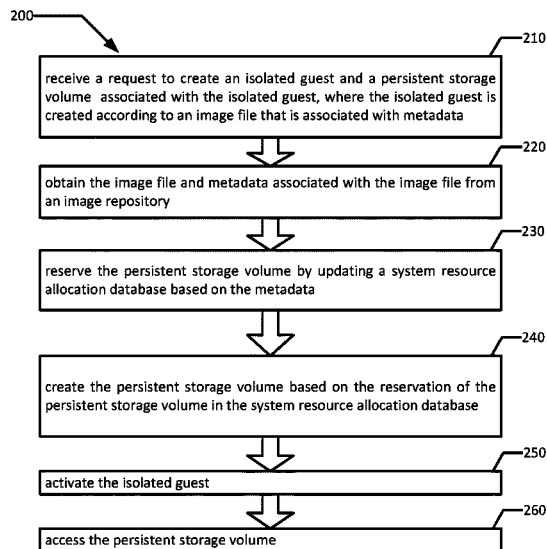 200
210
receive a request to create an isolated guest and a persistent storage
volume associated with the isolated guest, where the isolated guest is
created according to an image file that is associated with metadata
220
obtain the image file and metadata associated with the image file from
an image repository
230
reserve the persistent storage volume by updating a system resource
allocation database based on the metadata
240
create the persistent storage volume based on the reservation of the
persistent storage volume in the system resource allocation database
250
activate the isolated guest
260
access the persistent storage volume